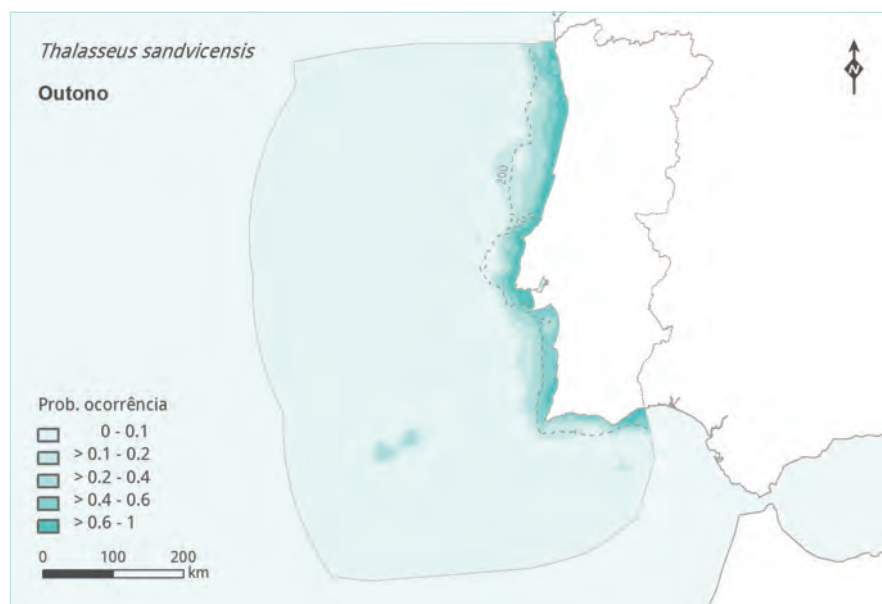 Thalasseus sandvicensis
Outono
N
200
Prob. ocorrência
0 - 0.1
> 0.1 - 0.2
> 0.2 - 0.4
> 0.4 - 0.6
> 0.6 - 1
0 100 200
km